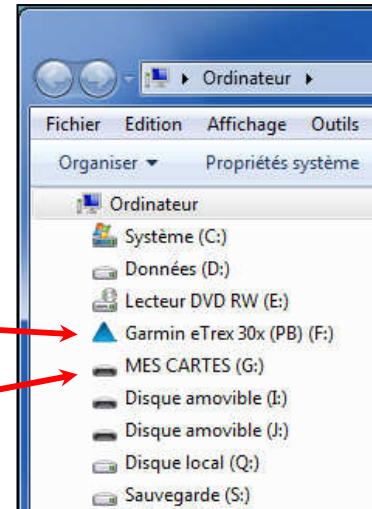 Ordinateur
Fichier Edition Affichage Outils
Organiser Propriétés système
Ordinateur
Système (C:)
Données (D:)
Lecteur DVD RW (E:)
Garmin eTrex 30x (PB) (F:)
MES CARTES (G:)
Disque amovible (I:)
Disque amovible (J:)
Disque local (Q:)
Sauvegarde (S:)